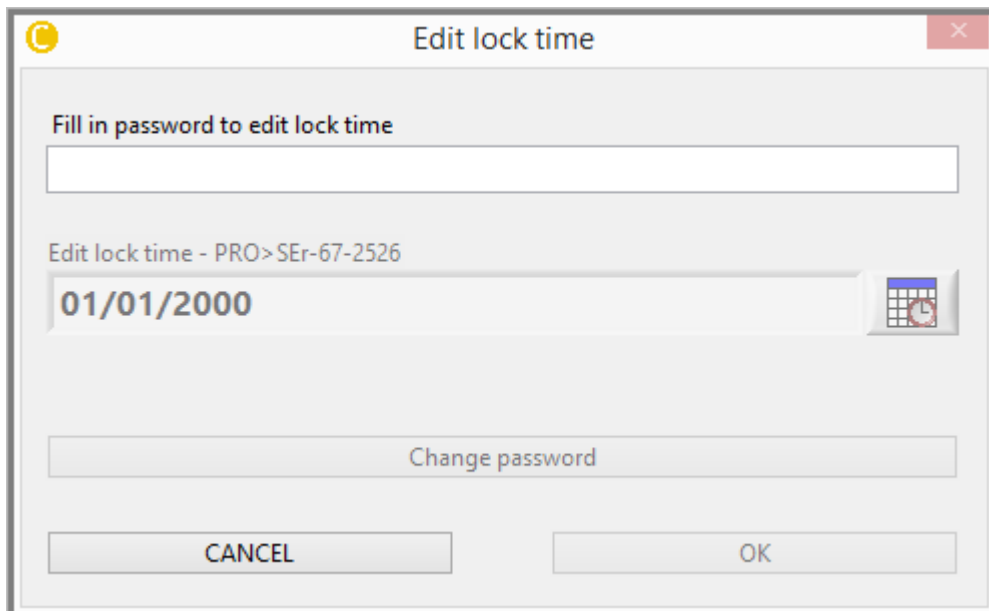 Edit lock time
Fill in password to edit lock time
Edit lock time - PRO>SEr-67-2526
01/01/2000
Change password
CANCEL
OK